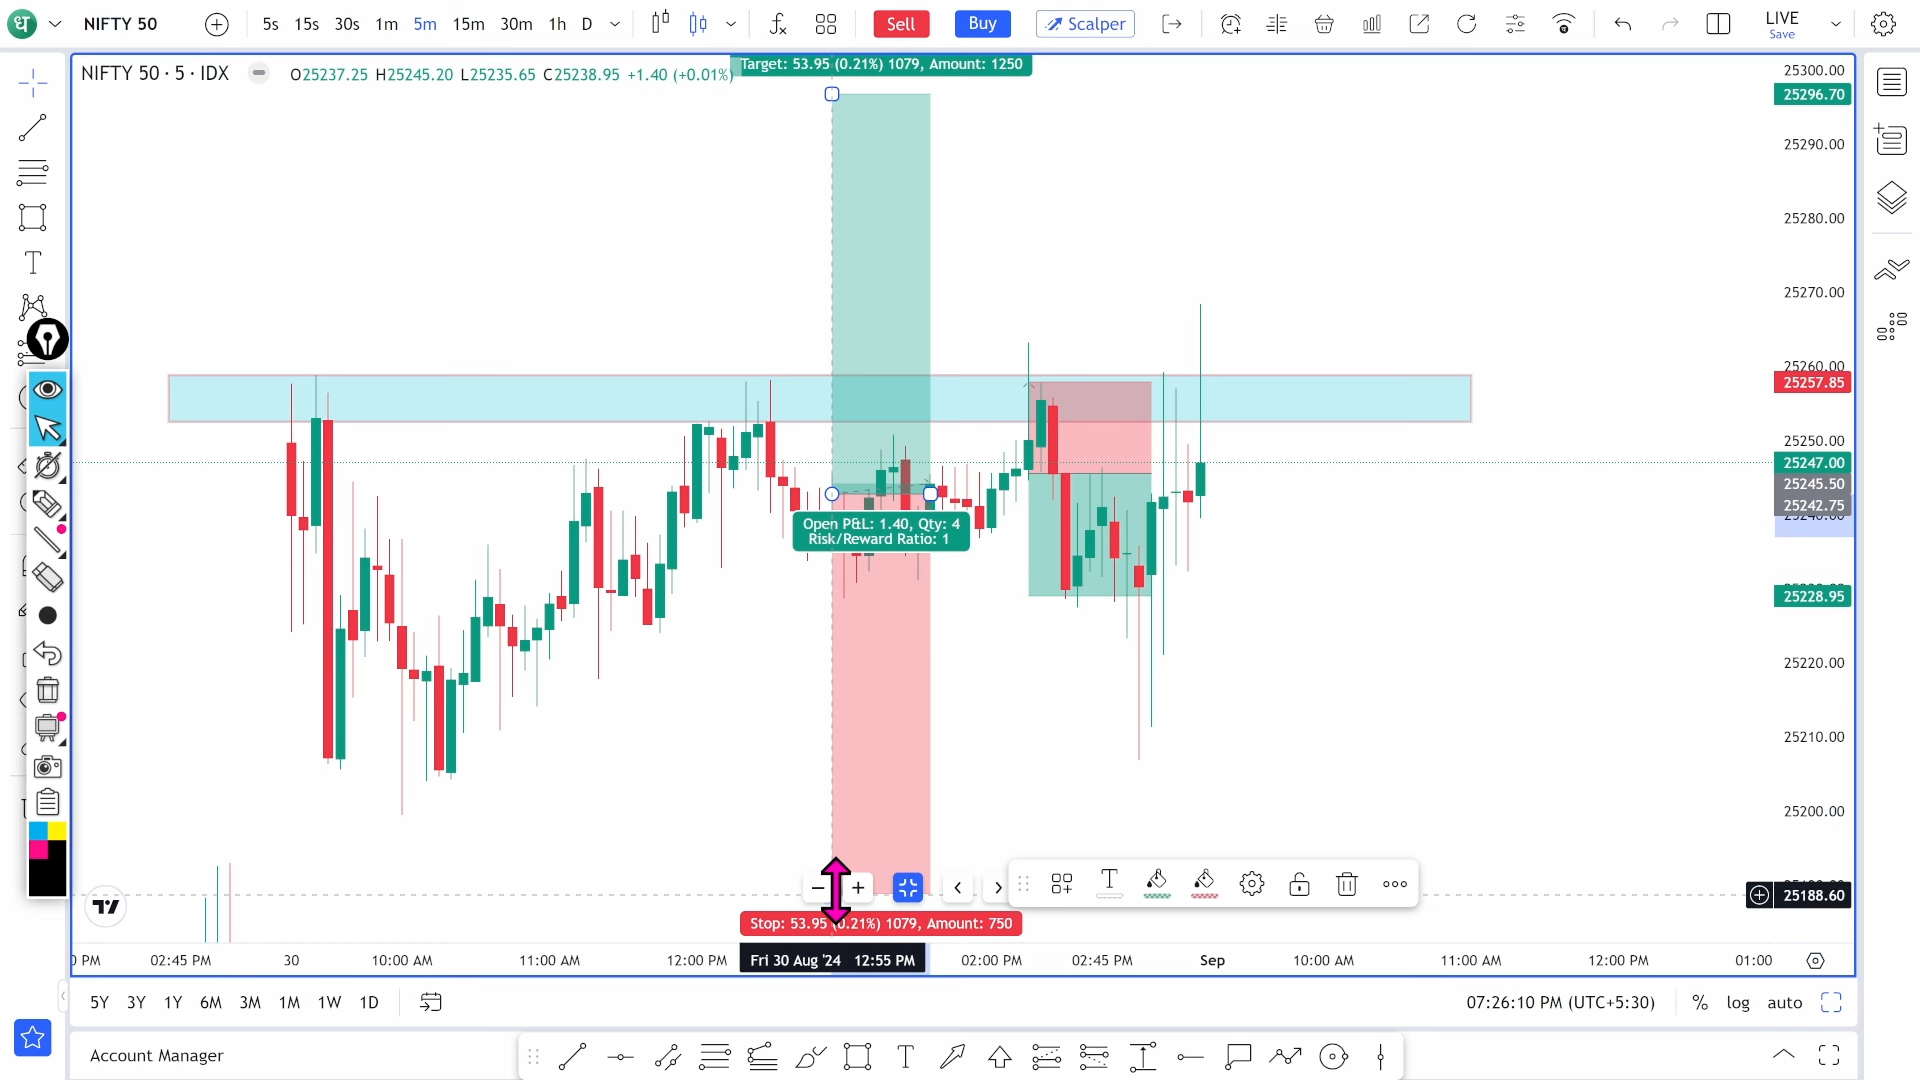 ध
NIFTY 50
5s 15s 30s 1m 5m 15m 30m 1h D
Sell
Buy
Scalper
LIVE
Save
NIFTY 50 · 5 · IDX
O25237.25 H25245.20 L25235.65 C25238.95 +1.40 (+0.01%)
Target: 53.95 (0.21%) 1079, Amount: 1250
25300.00
25296.70
25290.00
25280.00
25270.00
25260.00
25257.85
25250.00
25247.00
25245.50
25242.75
25240.00
25228.95
25220.00
25210.00
25200.00
25188.60
Open P&L: 1.40, Qty: 4
Risk/Reward Ratio: 1
Stop: 53.95 (0.21%) 1079, Amount: 750
0 PM 02:45 PM 30 10:00 AM 11:00 AM 12:00 PM Fri 30 Aug '24 12:55 PM 02:00 PM 02:45 PM Sep 10:00 AM 11:00 AM 12:00 PM 01:00
5Y 3Y 1Y 6M 3M 1M 1W 1D
07:26:10 PM (UTC+5:30) % log auto
Account Manager